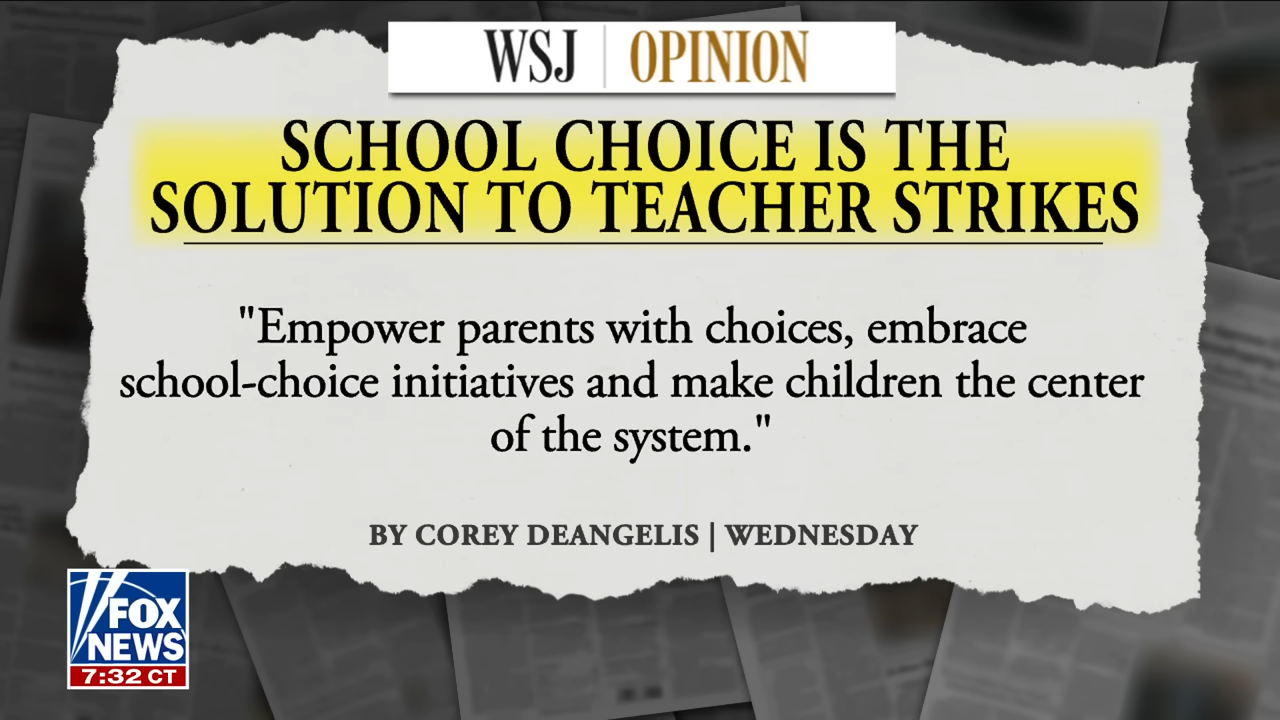 WSJ | OPINION
SCHOOL CHOICE IS THE
SOLUTION TO TEACHER STRIKES
"Empower parents with choices, embrace
school-choice initiatives and make children the center
of the system."
BY COREY DEANGELIS | WEDNESDAY
FOX
NEWS
7:32 CT